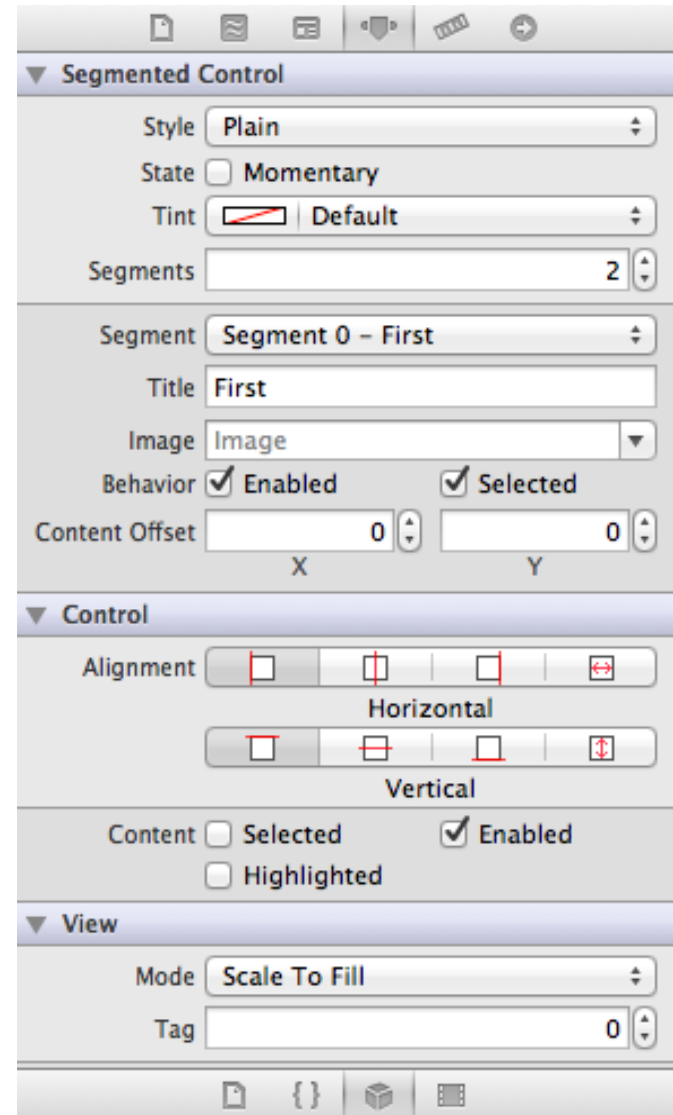 Segmented Control
Style Plain
State Momentary
Tint Default
Segments 2
Segment Segment 0 – First
Title First
Image Image
Behavior Enabled Selected
Content Offset 0 0
X Y
Control
Alignment
Horizontal
Vertical
Content Selected Enabled
Highlighted
View
Mode Scale To Fill
Tag 0
{ }